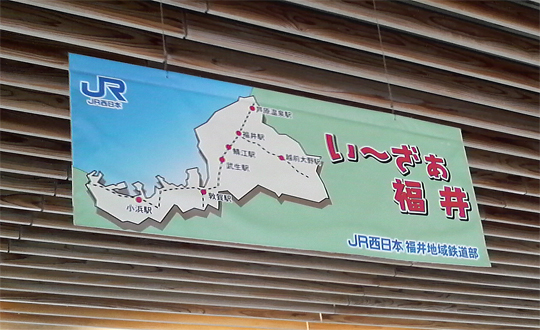 JR
JR西日本
芦原温泉駅
福井駅
鯖江駅
越前大野駅
武生駅
敦賀駅
小浜駅
い〜ざぁ
福井
JR西日本 福井地域鉄道部